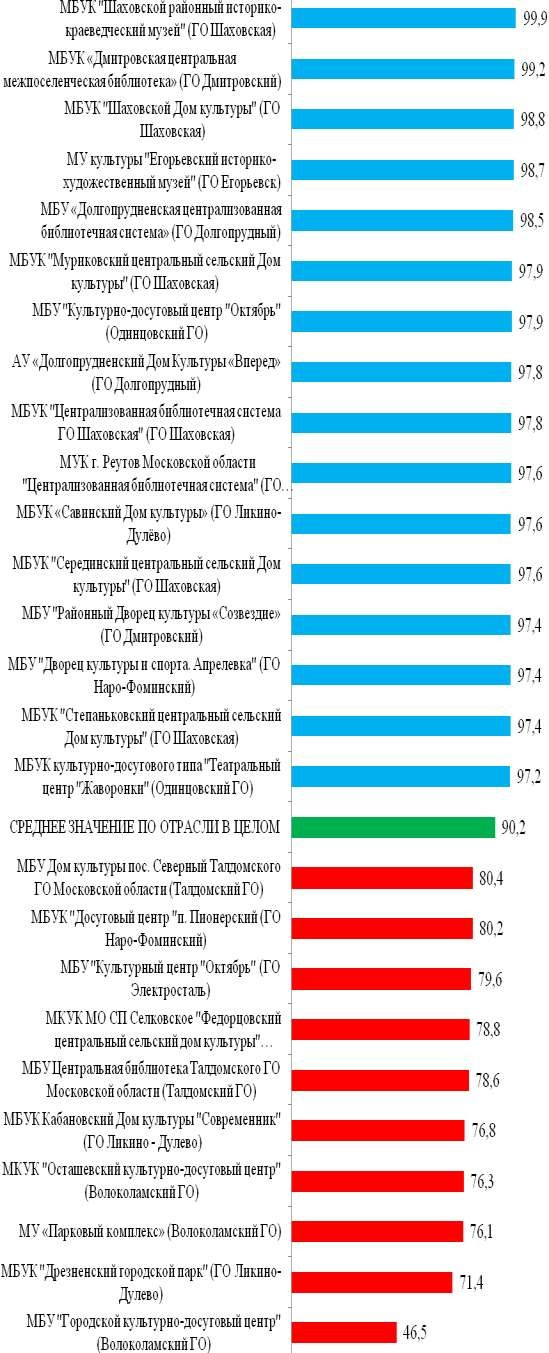 МБУК "Шаховской районный историко-
краеведческий музей" (ГО Шаховская)
99,9
МБУК «Дмитровская центральная
межпоселенческая библиотека» (ГО Дмитровский)
99,2
МБУК "Шаховской Дом культуры" (ГО
Шаховская)
98,8
МУ культуры "Егорьевский историко-
художественный музей" (ГО Егорьевск)
98,7
МБУ «Долгопрудненская централизованная
библиотечная система» (ГО Долгопрудный)
98,5
МБУК "Муриковский центральный сельский Дом
культуры" (ГО Шаховская)
97,9
МБУ "Культурно-досуговый центр "Октябрь"
(Одинцовский ГО)
97,9
АУ «Долгопрудненский Дом Культуры «Вперед»
(ГО Долгопрудный)
97,8
МБУК "Централизованная библиотечная система
ГО Шаховская" (ГО Шаховская)
97,8
МУК г. Реутов Московской области
"Централизованная библиотечная система" (ГО…
97,6
МБУК «Савинский Дом культуры» (ГО Ликино-
Дулёво)
97,6
МБУК "Серединский центральный сельский Дом
культуры" (ГО Шаховская)
97,6
МБУ "Районный Дворец культуры «Созвездие»
(ГО Дмитровский)
97,4
МБУ "Дворец культуры и спорта. Апрелевка" (ГО
Наро-Фоминский)
97,4
МБУК "Степаньковский центральный сельский
Дом культуры" (ГО Шаховская)
97,4
МБУК культурно-досугового типа "Театральный
центр "Жаворонки" (Одинцовский ГО)
97,2
СРЕДНЕЕ ЗНАЧЕНИЕ ПО ОТРАСЛИ В ЦЕЛОМ
90,2
МБУ Дом культуры пос. Северный Талдомского
ГО Московской области (Талдомский ГО)
80,4
МБУК "Досуговый центр "п. Пионерский (ГО
Наро-Фоминский)
80,2
МБУ "Культурный центр "Октябрь" (ГО
Электросталь)
79,6
МКУК МО СП Селковское "Федорцовский
центральный сельский дом культуры"…
78,8
МБУ Центральная библиотека Талдомского ГО
Московской области (Талдомский ГО)
78,6
МБУК Кабановский Дом культуры "Современник"
(ГО Ликино - Дулево)
76,8
МКУК "Осташевский культурно-досуговый центр"
(Волоколамский ГО)
76,3
МУ «Парковый комплекс» (Волоколамский ГО)
76,1
МБУК "Дрезненский городской парк" (ГО Ликино-
Дулево)
71,4
МБУ "Городской культурно-досуговый центр"
(Волоколамский ГО)
46,5